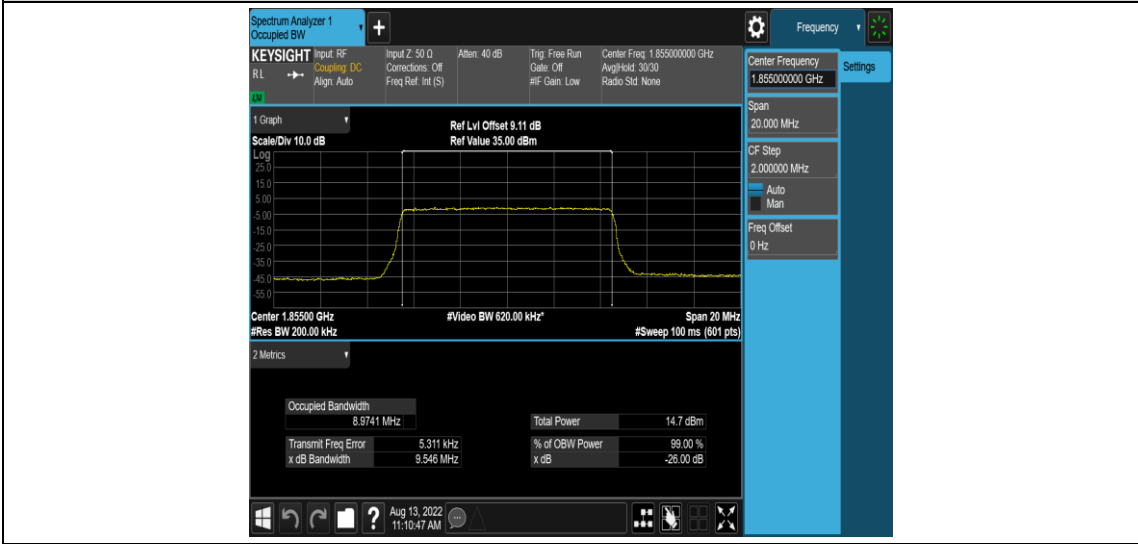 Spectrum Analyzer 1
Occupied BW
+
Frequency
KEYSIGHT
RL
LXI
Input: RF
Coupling: DC
Align: Auto
Input Z: 50 Ω
Corrections: Off
Freq Ref: Int (S)
Atten: 40 dB
Trig: Free Run
Gate: Off
#IF Gain: Low
Center Freq: 1.855000000 GHz
Avg|Hold: 30/30
Radio Std: None
Center Frequency
1.855000000 GHz
Settings
Span
20.000 MHz
CF Step
2.000000 MHz
Auto
Man
Freq Offset
0 Hz
1 Graph
Scale/Div 10.0 dB
Ref Lvl Offset 9.11 dB
Ref Value 35.00 dBm
Log
25.0
15.0
5.00
-5.00
-15.0
-25.0
-35.0
-45.0
-55.0
Center 1.85500 GHz
#Res BW 200.00 kHz
#Video BW 620.00 kHz*
Span 20 MHz
#Sweep 100 ms (601 pts)
2 Metrics
Occupied Bandwidth
8.9741 MHz
Total Power 14.7 dBm
Transmit Freq Error 5.311 kHz
% of OBW Power 99.00 %
x dB Bandwidth 9.546 MHz
x dB -26.00 dB
?
Aug 13, 2022
11:10:47 AM